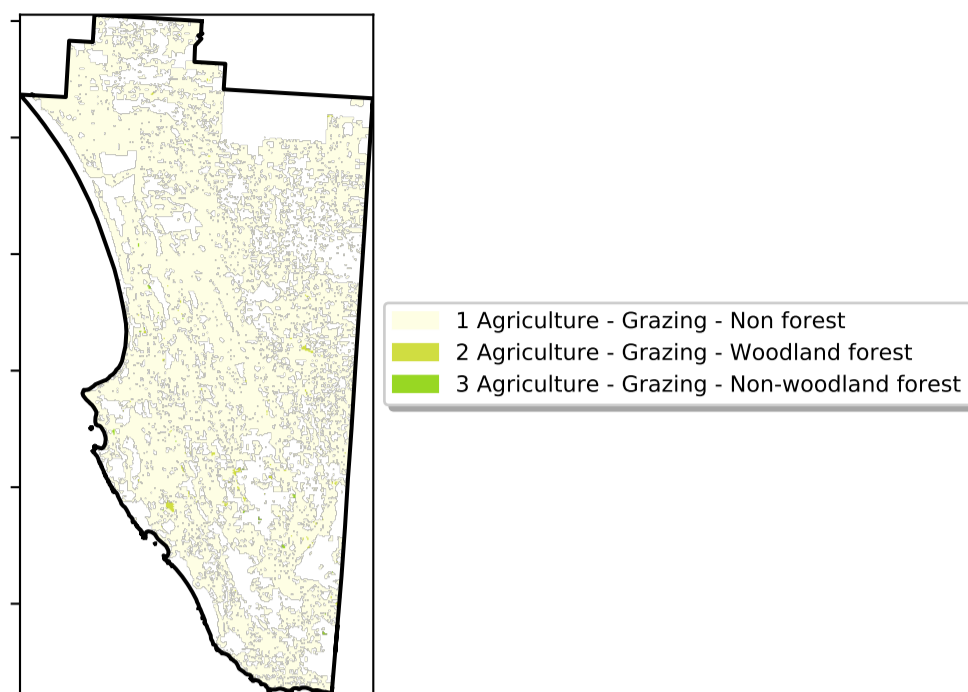 1 Agriculture - Grazing - Non forest
2 Agriculture - Grazing - Woodland forest
3 Agriculture - Grazing - Non-woodland forest